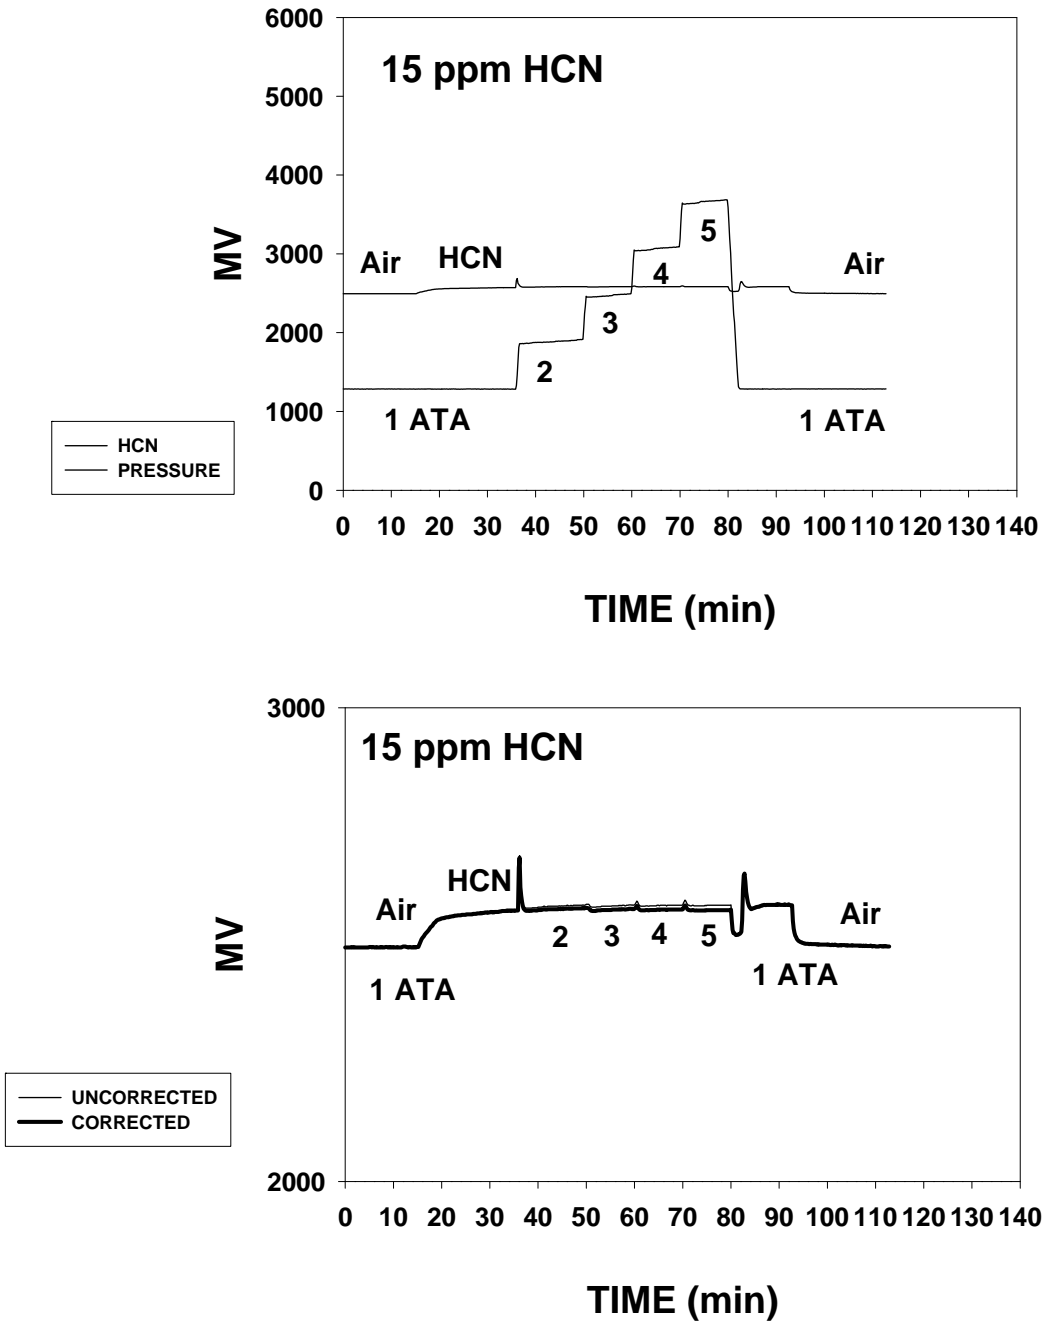 6000
15 ppm HCN
5000
4000
MV
3000
5
Air
HCN
4
Air
3
2000
2
1000
1 ATA
1 ATA
HCN
PRESSURE
0
0 10 20 30 40 50 60 70 80 90 100 110 120 130 140
TIME (min)
3000
15 ppm HCN
HCN
Air
2 3 4 5
Air
MV
1 ATA
1 ATA
UNCORRECTED
CORRECTED
2000
0 10 20 30 40 50 60 70 80 90 100 110 120 130 140
TIME (min)